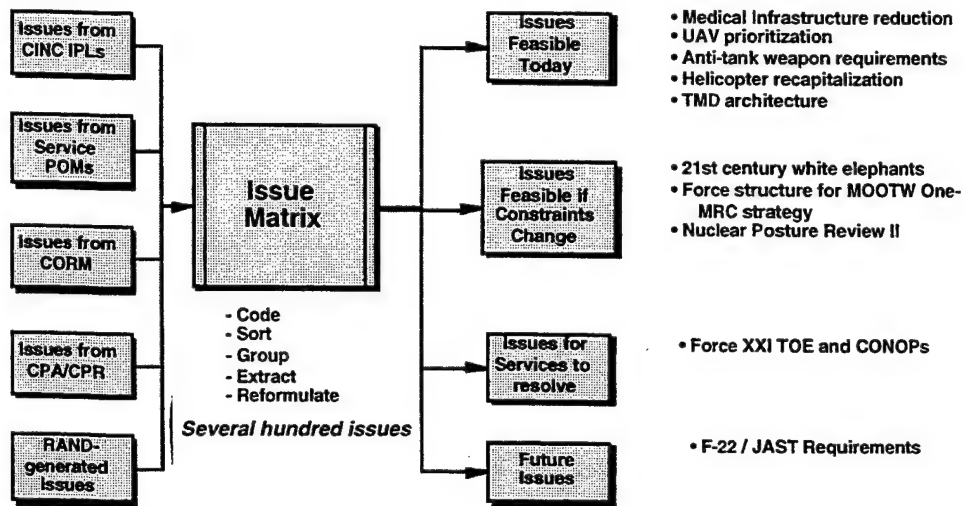 Issues from
CINC IPLs
Issues from
Service
POMs
Issues from
CORM
Issues from
CPA/CPR
RAND-
generated
Issues
Issue
Matrix
- Code
- Sort
- Group
- Extract
- Reformulate
Several hundred issues
Issues
Feasible
Today
• Medical Infrastructure reduction
• UAV prioritization
• Anti-tank weapon requirements
• Helicopter recapitalization
• TMD architecture
Issues
Feasible if
Constraints
Change
• 21st century white elephants
• Force structure for MOOTW One-
MRC strategy
• Nuclear Posture Review II
Issues for
Services to
resolve
• Force XXI TOE and CONOPs
Future
Issues
• F-22 / JAST Requirements